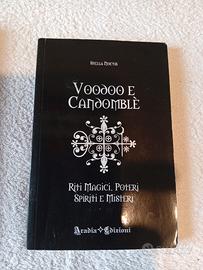 Stella Noctis
Voodoo e
Candomblè
Riti Magici, Poteri
Spiriti e Misteri
Aradia Edizioni